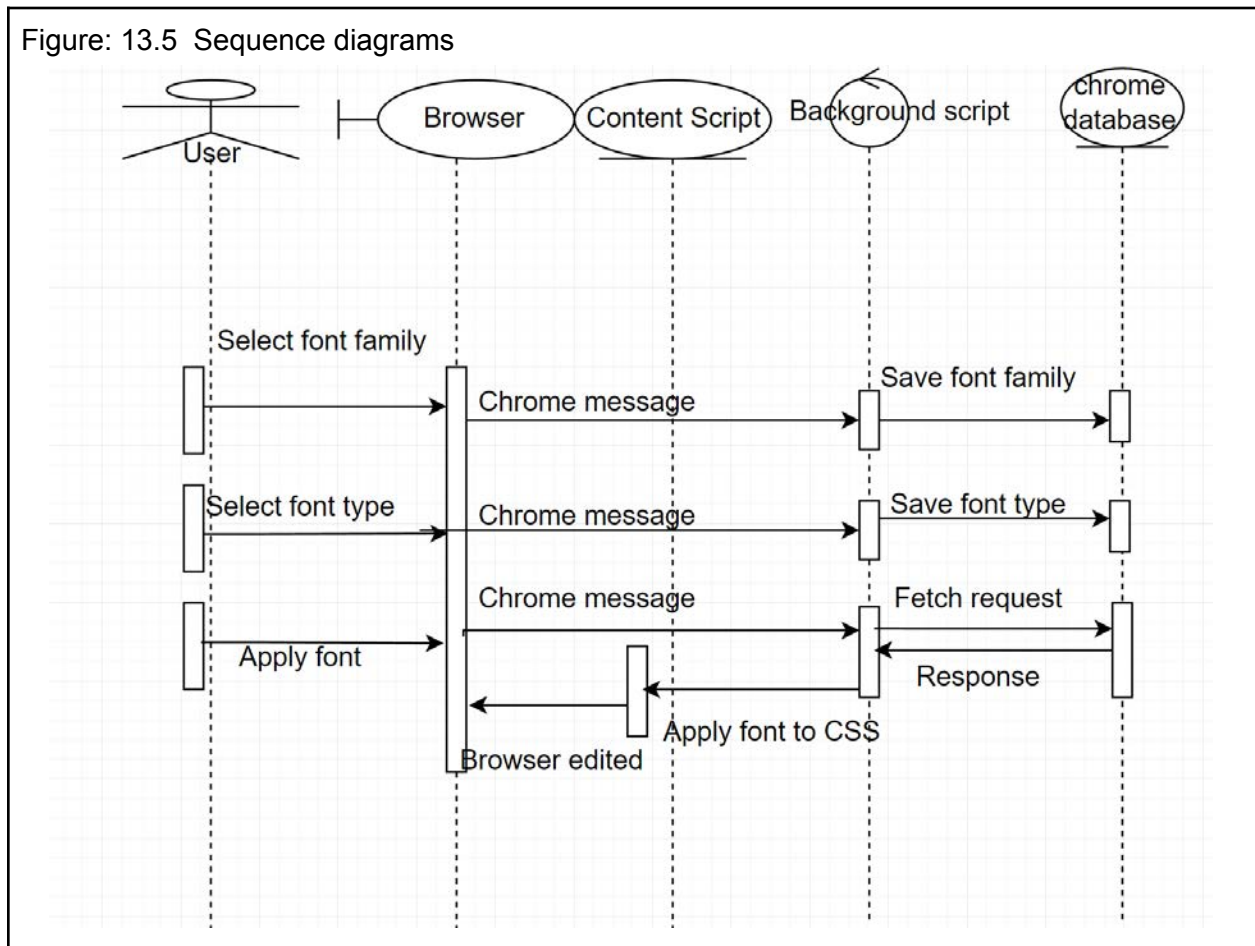 Figure: 13.5 Sequence diagrams
User
Browser
Content Script
Background script
chrome
database
Select font family
Chrome message
Save font family
Select font type
Chrome message
Save font type
Chrome message
Fetch request
Apply font
Response
Apply font to CSS
Browser edited